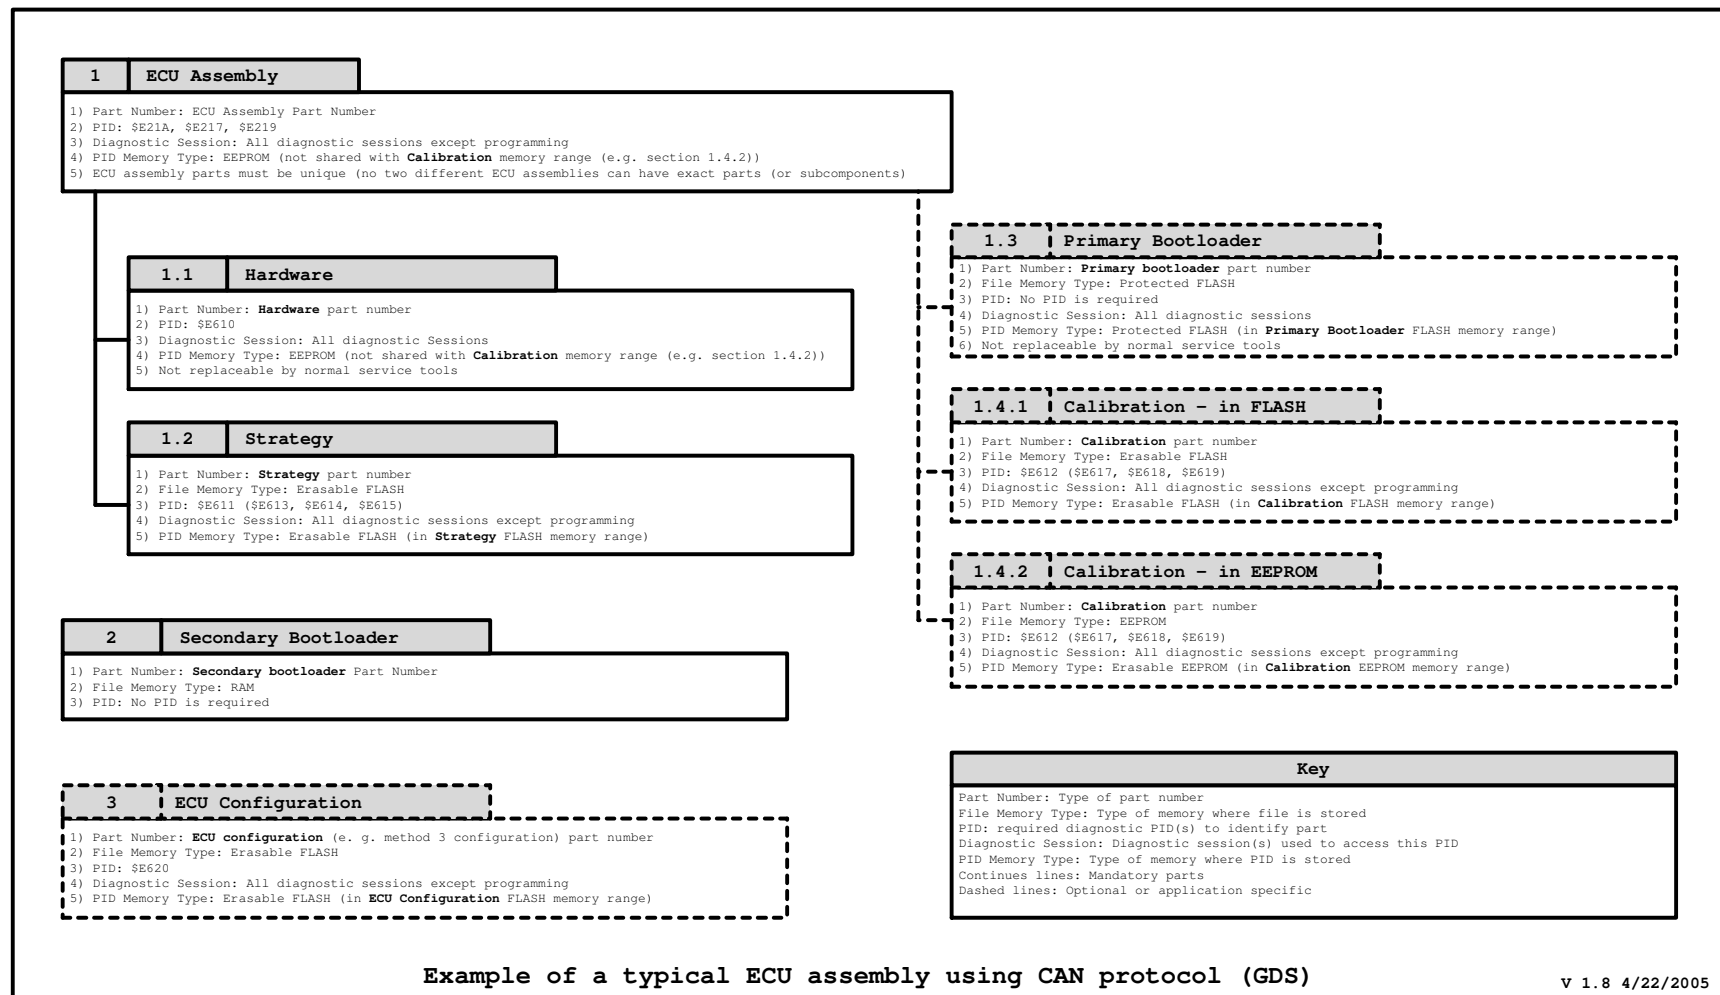 1 ECU Assembly
1) Part Number: ECU Assembly Part Number
2) PID: $E21A, $E217, $E219
3) Diagnostic Session: All diagnostic sessions except programming
4) PID Memory Type: EEPROM (not shared with Calibration memory range (e.g. section 1.4.2))
5) ECU assembly parts must be unique (no two different ECU assemblies can have exact parts (or subcomponents)
1.1 Hardware
1) Part Number: Hardware part number
2) PID: $E610
3) Diagnostic Session: All diagnostic Sessions
4) PID Memory Type: EEPROM (not shared with Calibration memory range (e.g. section 1.4.2))
5) Not replaceable by normal service tools
1.2 Strategy
1) Part Number: Strategy part number
2) File Memory Type: Erasable FLASH
3) PID: $E611 ($E613, $E614, $E615)
4) Diagnostic Session: All diagnostic sessions except programming
5) PID Memory Type: Erasable FLASH (in Strategy FLASH memory range)
1.3 Primary Bootloader
1) Part Number: Primary bootloader part number
2) File Memory Type: Protected FLASH
3) PID: No PID is required
4) Diagnostic Session: All diagnostic sessions
5) PID Memory Type: Protected FLASH (in Primary Bootloader FLASH memory range)
6) Not replaceable by normal service tools
1.4.1 Calibration – in FLASH
1) Part Number: Calibration part number
2) File Memory Type: Erasable FLASH
3) PID: $E612 ($E617, $E618, $E619)
4) Diagnostic Session: All diagnostic sessions except programming
5) PID Memory Type: Erasable FLASH (in Calibration FLASH memory range)
1.4.2 Calibration – in EEPROM
1) Part Number: Calibration part number
2) File Memory Type: EEPROM
3) PID: $E612 ($E617, $E618, $E619)
4) Diagnostic Session: All diagnostic sessions except programming
5) PID Memory Type: Erasable EEPROM (in Calibration EEPROM memory range)
2 Secondary Bootloader
1) Part Number: Secondary bootloader Part Number
2) File Memory Type: RAM
3) PID: No PID is required
3 ECU Configuration
1) Part Number: ECU configuration (e. g. method 3 configuration) part number
2) File Memory Type: Erasable FLASH
3) PID: $E620
4) Diagnostic Session: All diagnostic sessions except programming
5) PID Memory Type: Erasable FLASH (in ECU Configuration FLASH memory range)
Key
Part Number: Type of part number
File Memory Type: Type of memory where file is stored
PID: required diagnostic PID(s) to identify part
Diagnostic Session: Diagnostic session(s) used to access this PID
PID Memory Type: Type of memory where PID is stored
Continues lines: Mandatory parts
Dashed lines: Optional or application specific
Example of a typical ECU assembly using CAN protocol (GDS)
V 1.8 4/22/2005